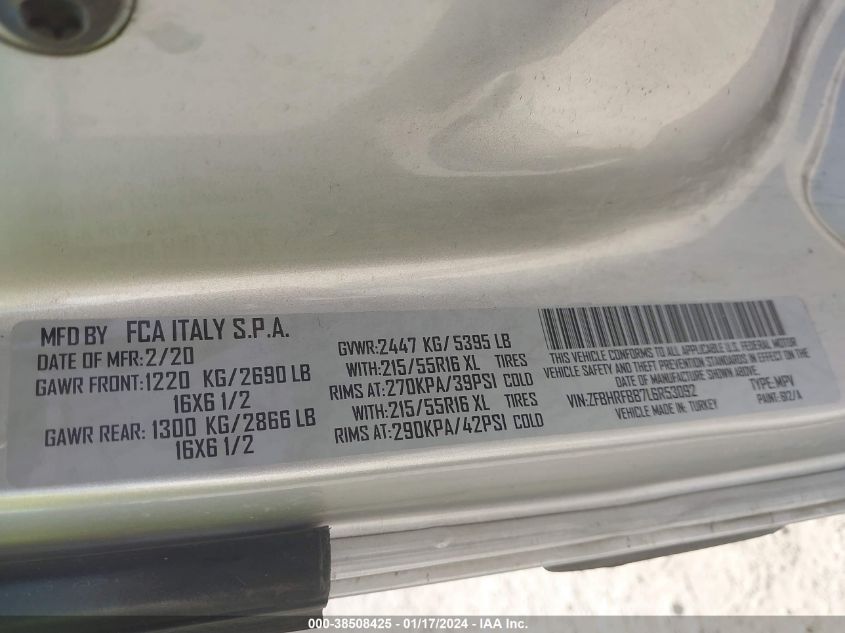 MFD BY FCA ITALY S.P.A.
DATE OF MFR:2/20
GAWR FRONT:1220 KG/2690 LB
16X6 1/2
GAWR REAR: 1300 KG/2866 LB
16X6 1/2
GVWR:2447 KG/5395 LB
WITH:215/55R16 XL TIRES
RIMS AT:270KPA/39PSI COLD
WITH:215/55R16 XL TIRES
RIMS AT:290KPA/42PSI COLD
THIS VEHICLE CONFORMS TO ALL APPLICABLE U.S. FEDERAL MOTOR
VEHICLE SAFETY AND THEFT PREVENTION STANDARDS IN EFFECT ON THE
DATE OF MANUFACTURE SHOWN ABOVE.
VIN:ZFBHRFBB7L6R53092 TYPE:MPV
VEHICLE MADE IN: TURKEY PAINT: 612/A
000-38508425 - 01/17/2024 - IAA Inc.